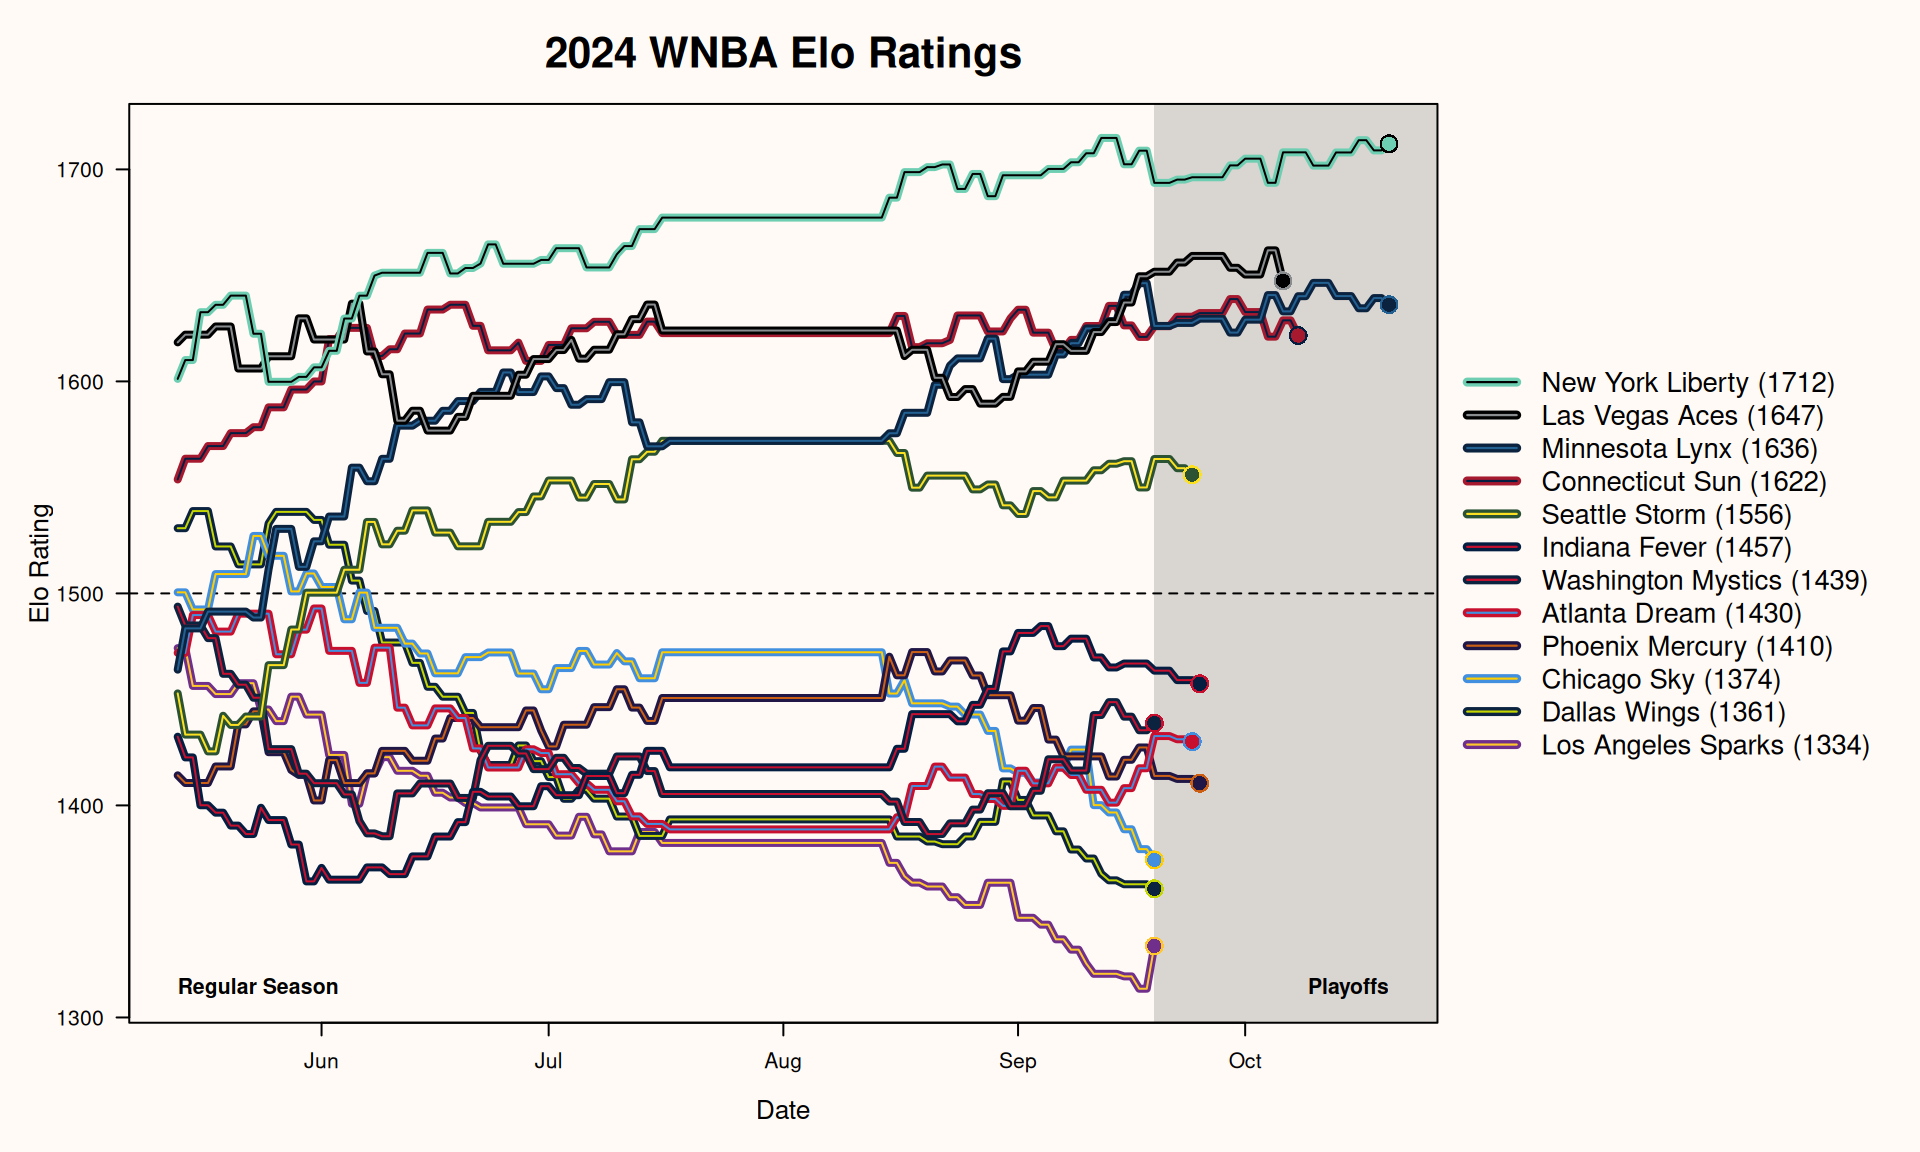 2024 WNBA Elo Ratings
1700
1600
1500
1400
1300
Elo Rating
Regular Season
Playoffs
Jun
Jul
Aug
Sep
Oct
Date
New York Liberty (1712)
Las Vegas Aces (1647)
Minnesota Lynx (1636)
Connecticut Sun (1622)
Seattle Storm (1556)
Indiana Fever (1457)
Washington Mystics (1439)
Atlanta Dream (1430)
Phoenix Mercury (1410)
Chicago Sky (1374)
Dallas Wings (1361)
Los Angeles Sparks (1334)